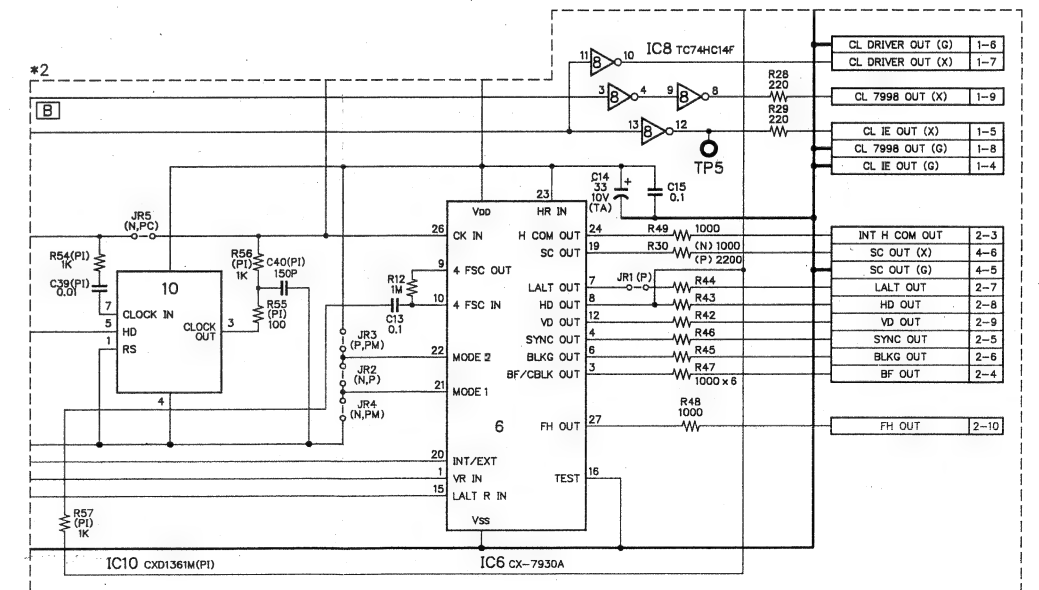 *2
B
11
8
10
IC8 TC74HC14F
3
8
4
9
8
8
R28
220
13
8
12
R29
220
TP5
CL DRIVER OUT (G) 1-6
CL DRIVER OUT (X) 1-7
CL 7998 OUT (X) 1-9
CL IE OUT (X) 1-5
CL 7998 OUT (G) 1-8
CL IE OUT (G) 1-4
C14
33
10V
(TA)
+
C15
0.1
JR5
(N,PC)
R54(PI)
1K
C39(PI)
0.01
R56
(PI)
1K
C40(PI)
150P
R55
(PI)
100
10
7
CLOCK IN
5
HD
1
RS
CLOCK
OUT
3
4
R12
1M
C13
0.1
JR3
(P,PM)
JR2
(N,P)
JR4
(N,PM)
R57
(PI)
1K
23
VDD
HR IN
26 CK IN
9 4 FSC OUT
10 4 FSC IN
22 MODE 2
21 MODE 1
6
20 INT/EXT
1 VR IN
15 LALT R IN
VSS
H COM OUT 24
SC OUT 19
LALT OUT 7
HD OUT 8
VD OUT 12
SYNC OUT 4
BLKG OUT 6
BF/CBLK OUT 3
FH OUT 27
TEST 16
R49 1000
R30 (N) 1000
(P) 2200
JR1 (P)
R44
R43
R42
R46
R45
R47
1000 x 6
R48
1000
INT H COM OUT 2-3
SC OUT (X) 4-6
SC OUT (G) 4-5
LALT OUT 2-7
HD OUT 2-8
VD OUT 2-9
SYNC OUT 2-5
BLKG OUT 2-6
BF OUT 2-4
FH OUT 2-10
IC10 CXD1361M(PI)
IC6 CX-7930A